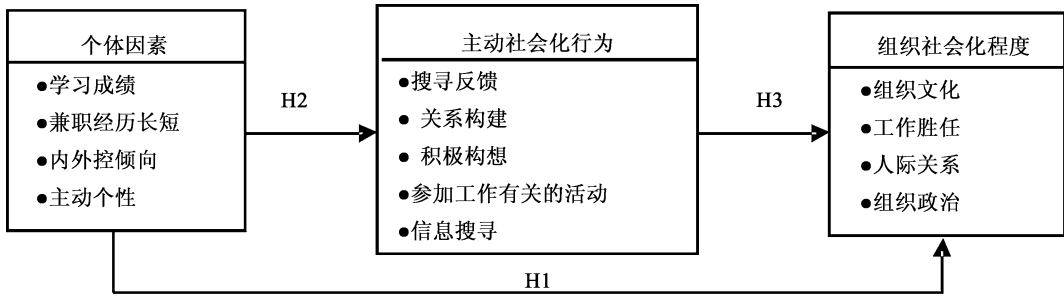 个体因素
●学习成绩
●兼职经历长短
●内外控倾向
●主动个性
H2
主动社会化行为
●搜寻反馈
● 关系构建
● 积极构想
●参加工作有关的活动
●信息搜寻
H3
组织社会化程度
●组织文化
●工作胜任
●人际关系
●组织政治
H1